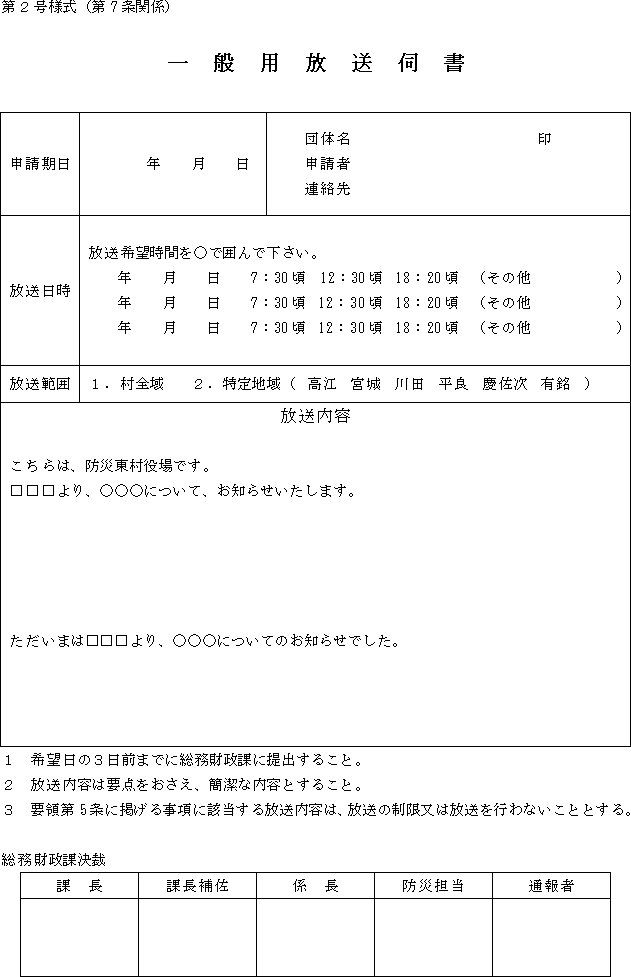 第２号様式（第７条関係）
一 般 用 放 送 伺 書
申請期日
年　　月　　日
団体名　　　　　　　　　　　　印
申請者
連絡先
放送日時
放送希望時間を○で囲んで下さい。
年　　月　　日　　7：30頃　12：30頃　18：20頃　（その他　　　　　　）
年　　月　　日　　7：30頃　12：30頃　18：20頃　（その他　　　　　　）
年　　月　　日　　7：30頃　12：30頃　18：20頃　（その他　　　　　　）
放送範囲
１．村全域　　２．特定地域（ 高江　宮城　川田　平良　慶佐次　有銘 ）
放送内容
こちらは、防災東村役場です。
□□□より、○○○について、お知らせいたします。
ただいまは□□□より、○○○についてのお知らせでした。
１　希望日の３日前までに総務財政課に提出すること。
２　放送内容は要点をおさえ、簡潔な内容とすること。
３　要領第5条に掲げる事項に該当する放送内容は、放送の制限又は放送を行わないこととする。
総務財政課決裁
課　長　　課長補佐　　係　長　　防災担当　　通報者